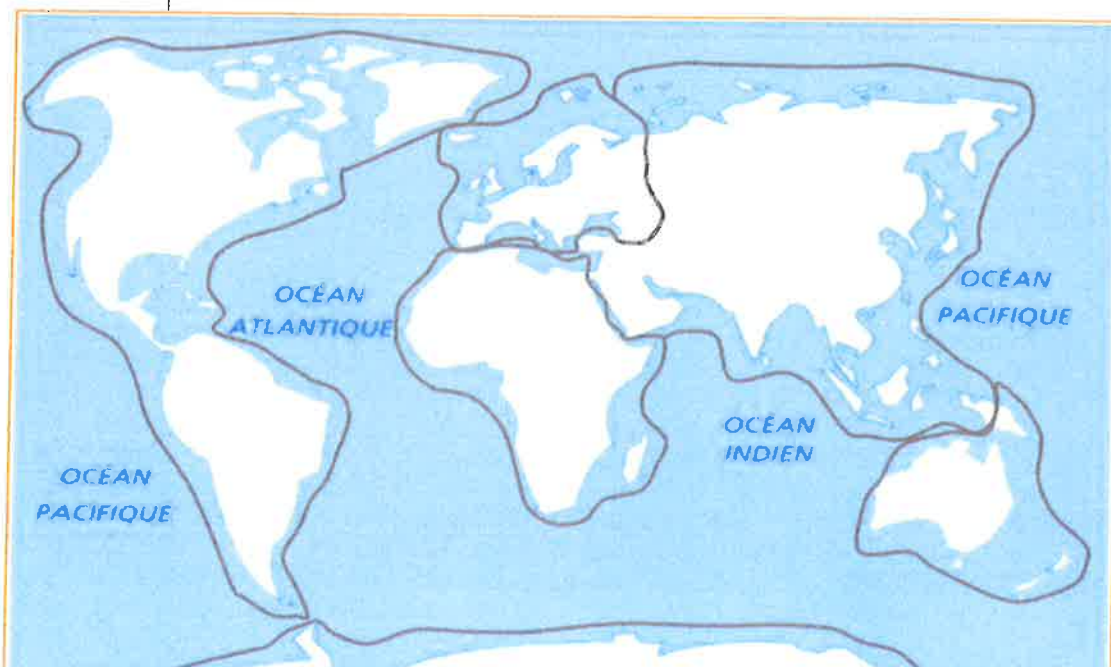 OCÉAN
ATLANTIQUE
OCÉAN
PACIFIQUE
OCÉAN
INDIEN
OCÉAN
PACIFIQUE